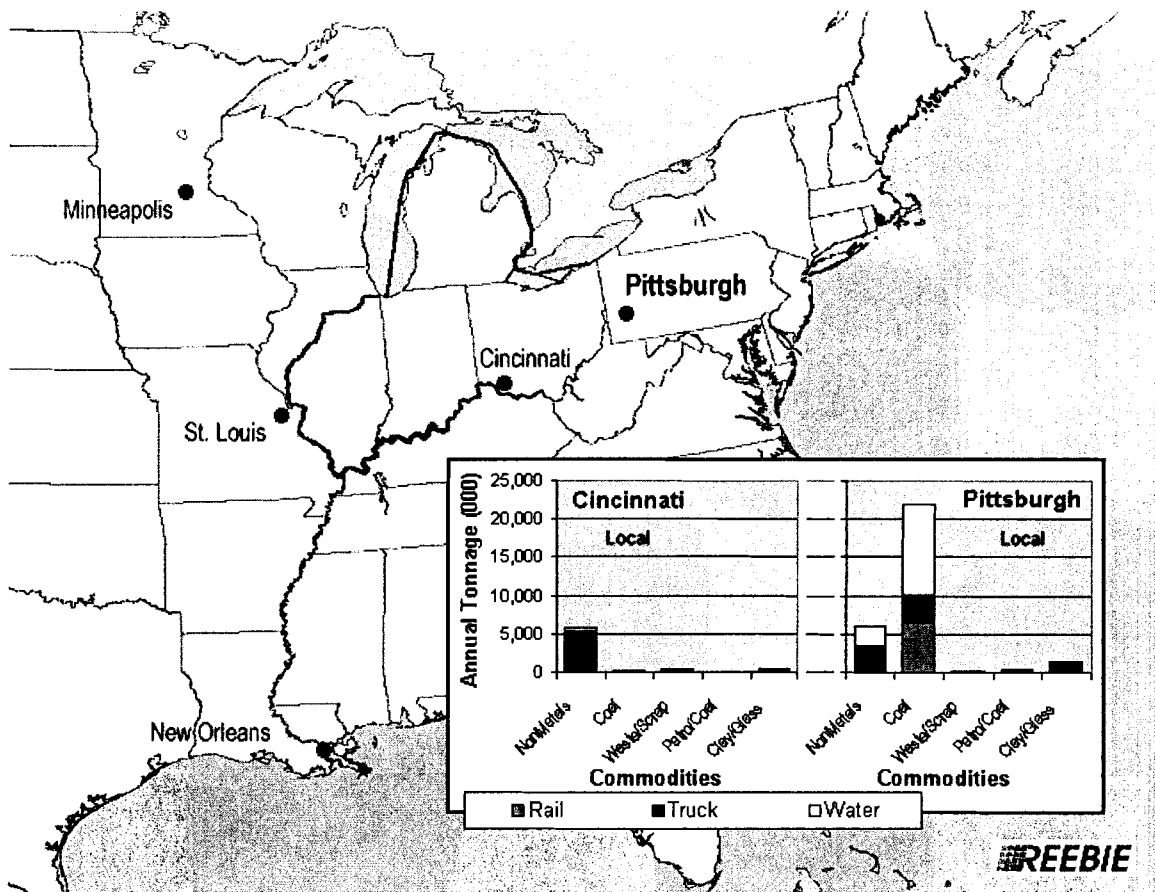 Minneapolis
Pittsburgh
Cincinnati
St. Louis
New Orleans
Annual Tonnage (000)
25,000
20,000
15,000
10,000
5,000
0
Cincinnati
Local
NonMetals
Coal
Waste/Scrap
Petro/Coal
Clay/Glass
Commodities
Pittsburgh
Local
NonMetals
Coal
Waste/Scrap
Petro/Coal
Clay/Glass
Commodities
Rail Truck Water
REEBIE